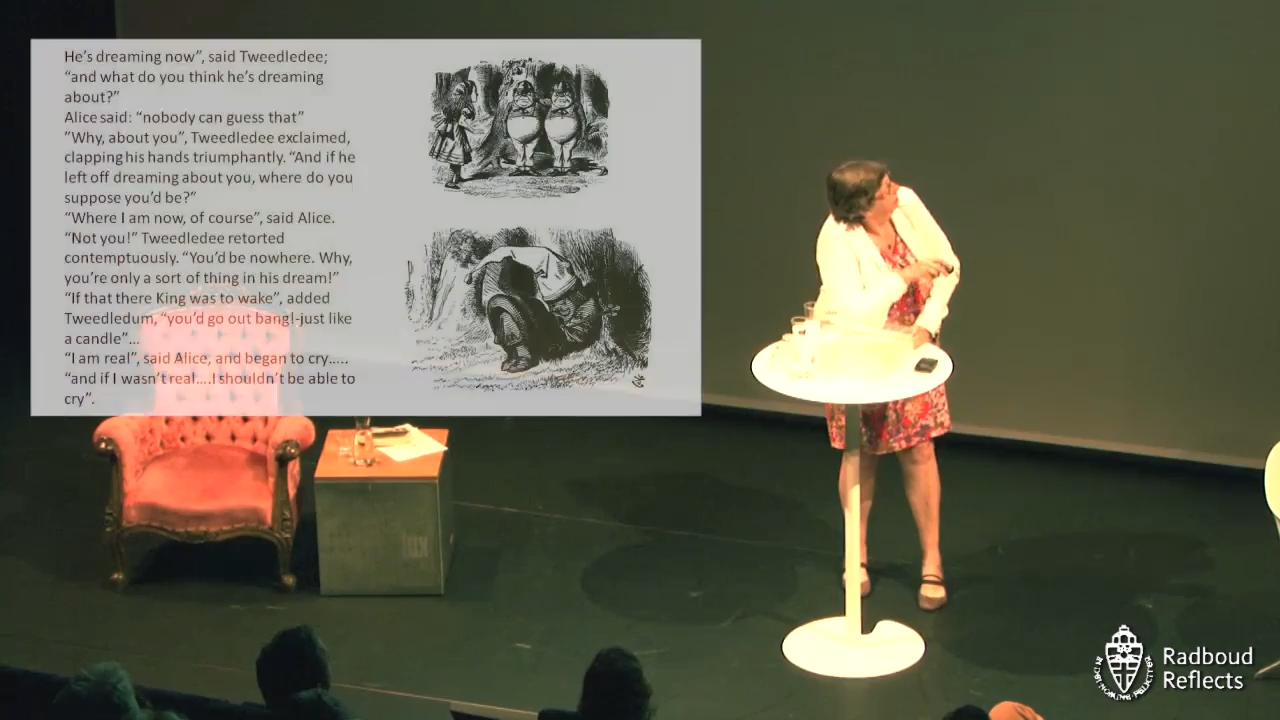 He's dreaming now", said Tweedledee;
"and what do you think he's dreaming
about?"
Alice said: "nobody can guess that"
"Why, about you", Tweedledee exclaimed,
clapping his hands triumphantly. "And if he
left off dreaming about you, where do you
suppose you'd be?"
"Where I am now, of course", said Alice.
"Not you!" Tweedledee retorted
contemptuously. "You'd be nowhere. Why,
you're only a sort of thing in his dream!"
"If that there King was to wake", added
Tweedledum, "you'd go out bang!-just like
a candle"...
"I am real", said Alice, and began to cry.....
"and if I wasn't real....I shouldn't be able to
cry".
lux
Radboud
Reflects